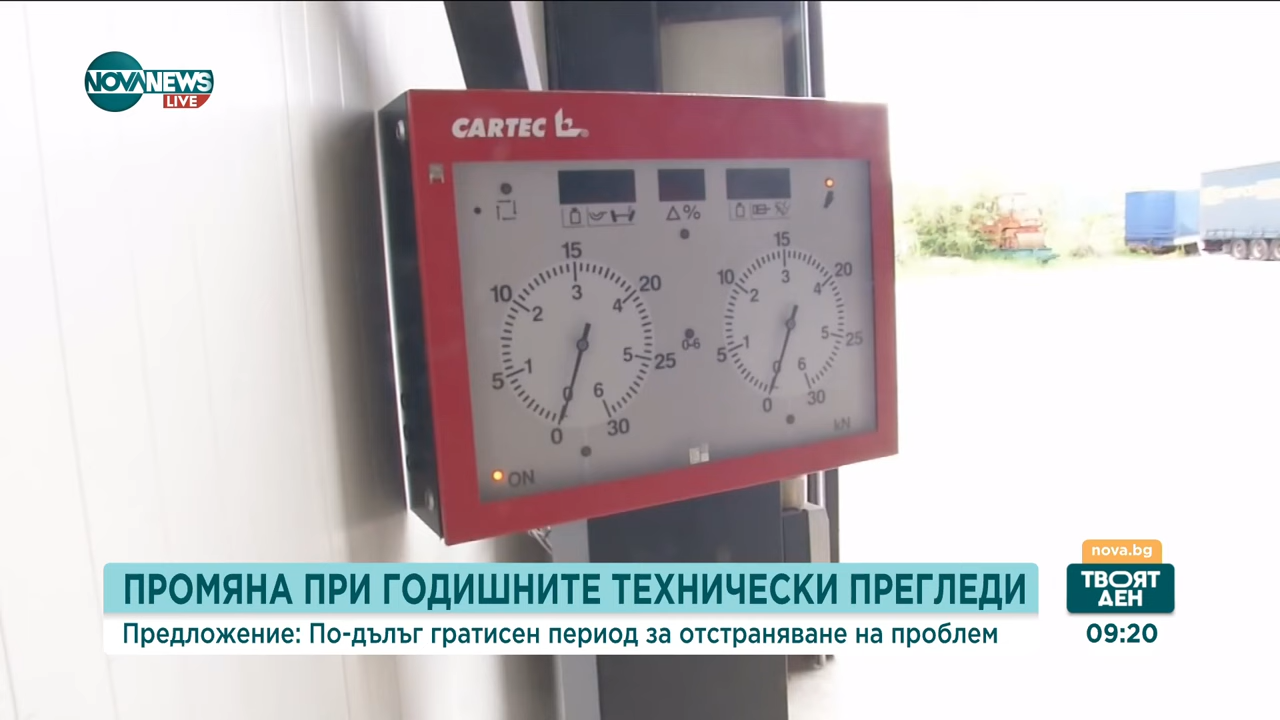 NOVANEWS
LIVE
CARTEC
Δ%
15
10
20
3
2
4
5
1
5
25
0
6
0
30
0-6
15
10
20
3
2
4
5
1
5
25
0
6
0
30
kN
ON
ПРОМЯНА ПРИ ГОДИШНИТЕ ТЕХНИЧЕСКИ ПРЕГЛЕДИ
Предложение: По-дълъг гратисен период за отстраняване на проблем
nova.bg
ТВОЯТ
ДЕН
09:20